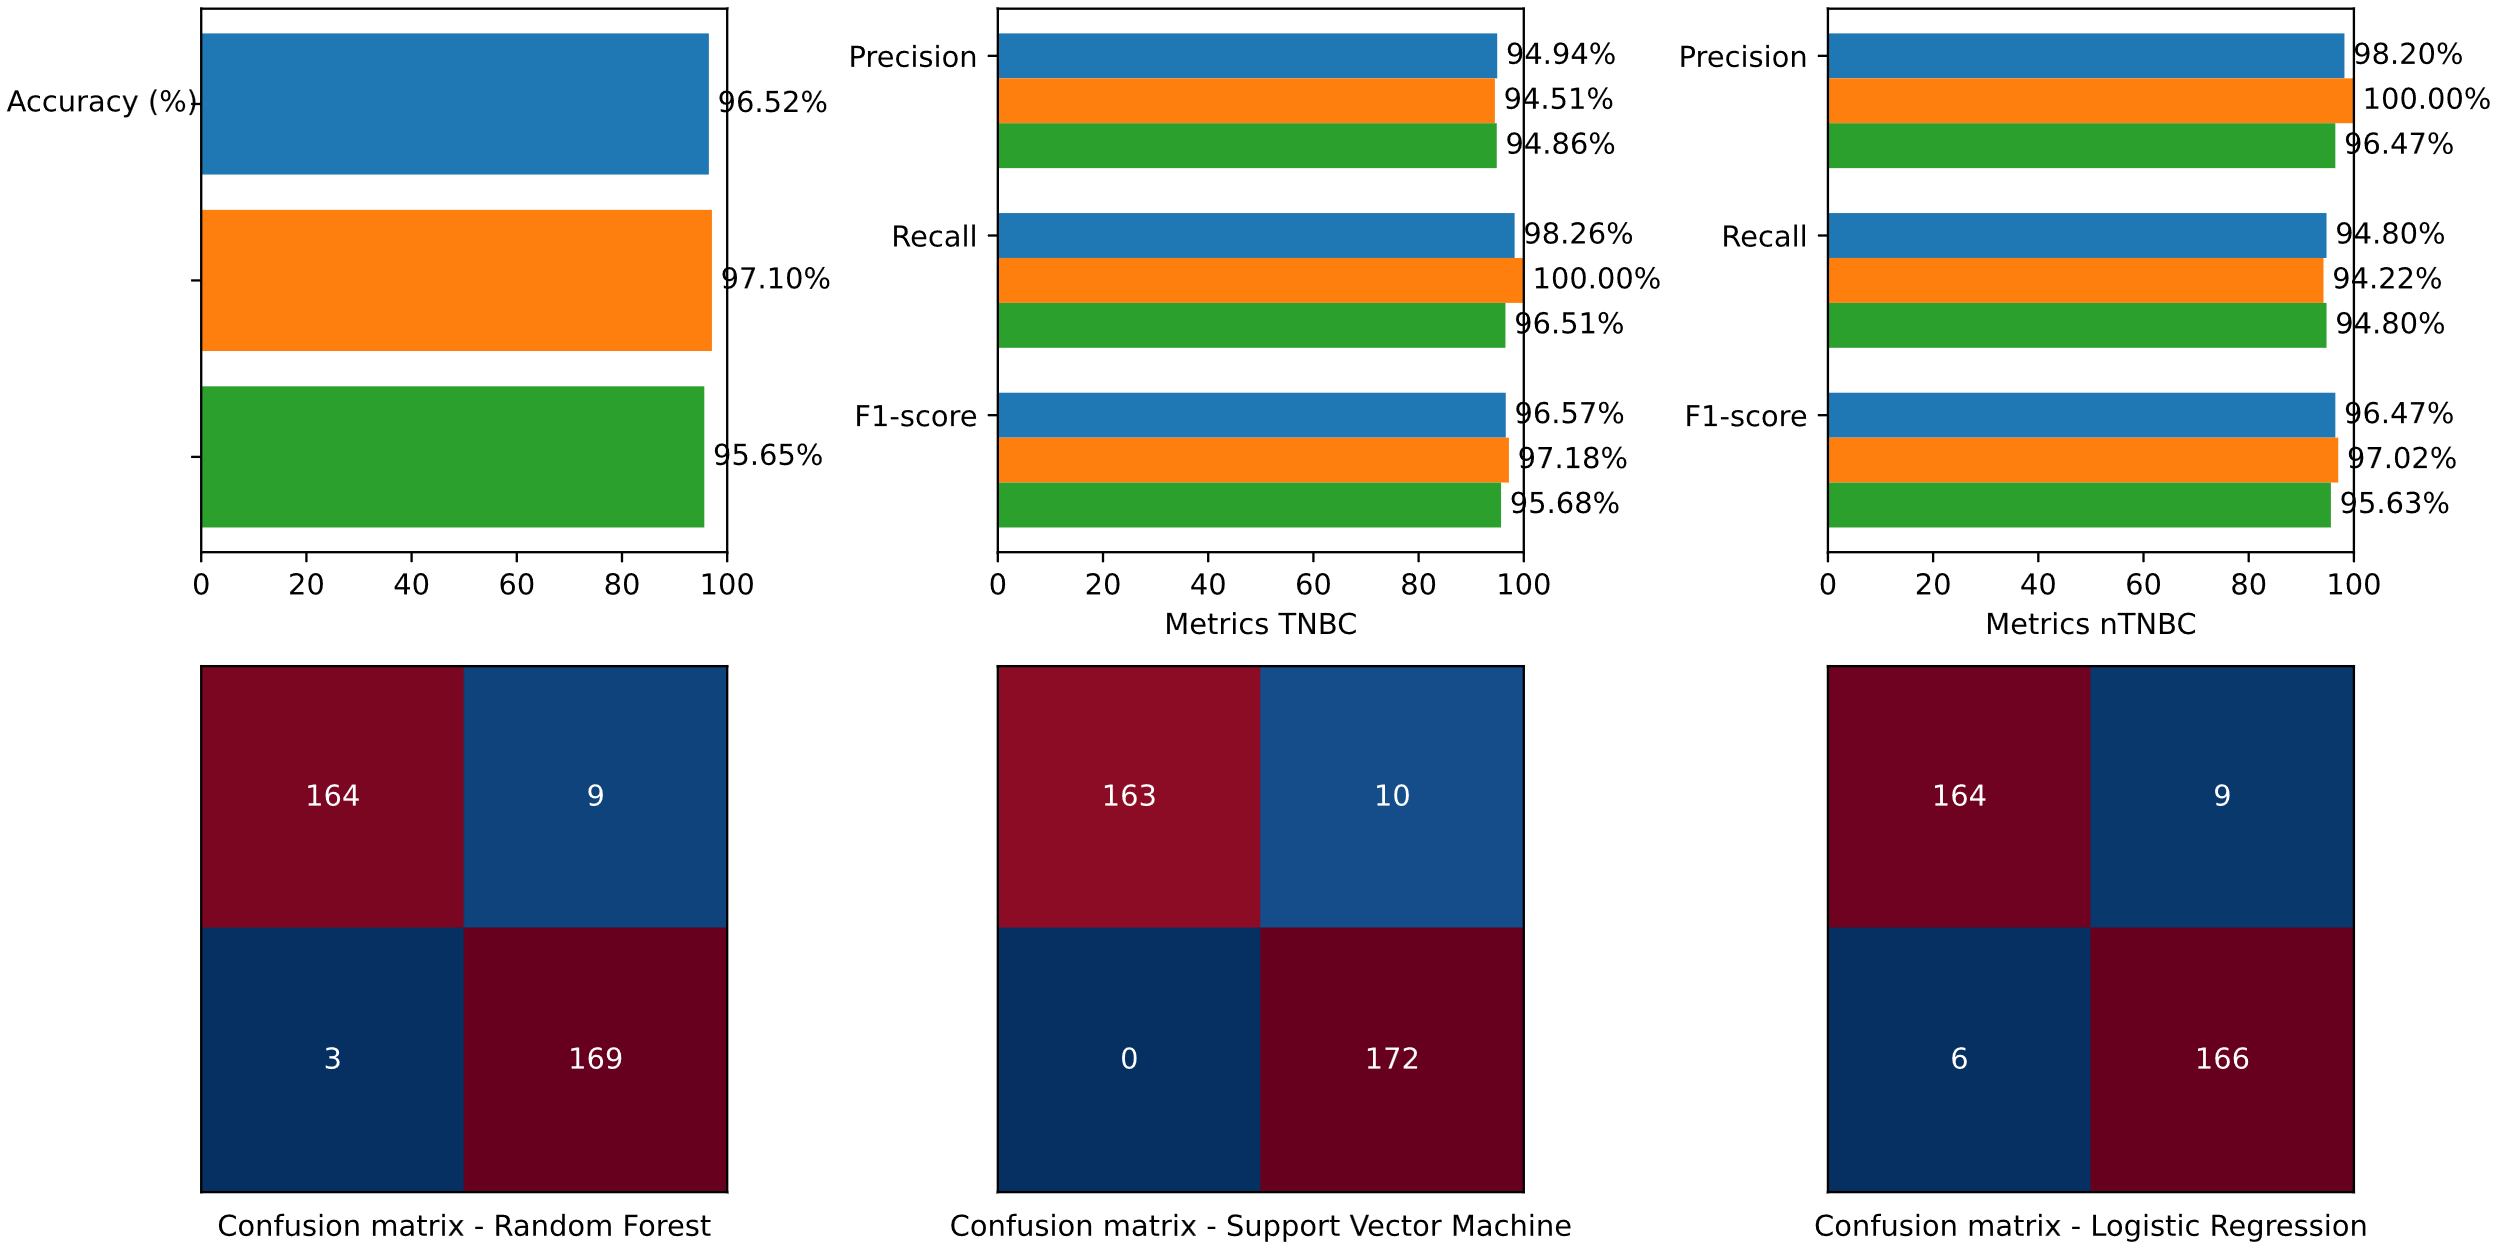 Accuracy (%)
96.52%
97.10%
95.65%
0 20 40 60 80 100
Precision
94.94%
94.51%
94.86%
Recall
98.26%
100.00%
96.51%
F1-score
96.57%
97.18%
95.68%
0 20 40 60 80 100
Metrics TNBC
Precision
98.20%
100.00%
96.47%
Recall
94.80%
94.22%
94.80%
F1-score
96.47%
97.02%
95.63%
0 20 40 60 80 100
Metrics nTNBC
164 9
3 169
Confusion matrix - Random Forest
163 10
0 172
Confusion matrix - Support Vector Machine
164 9
6 166
Confusion matrix - Logistic Regression